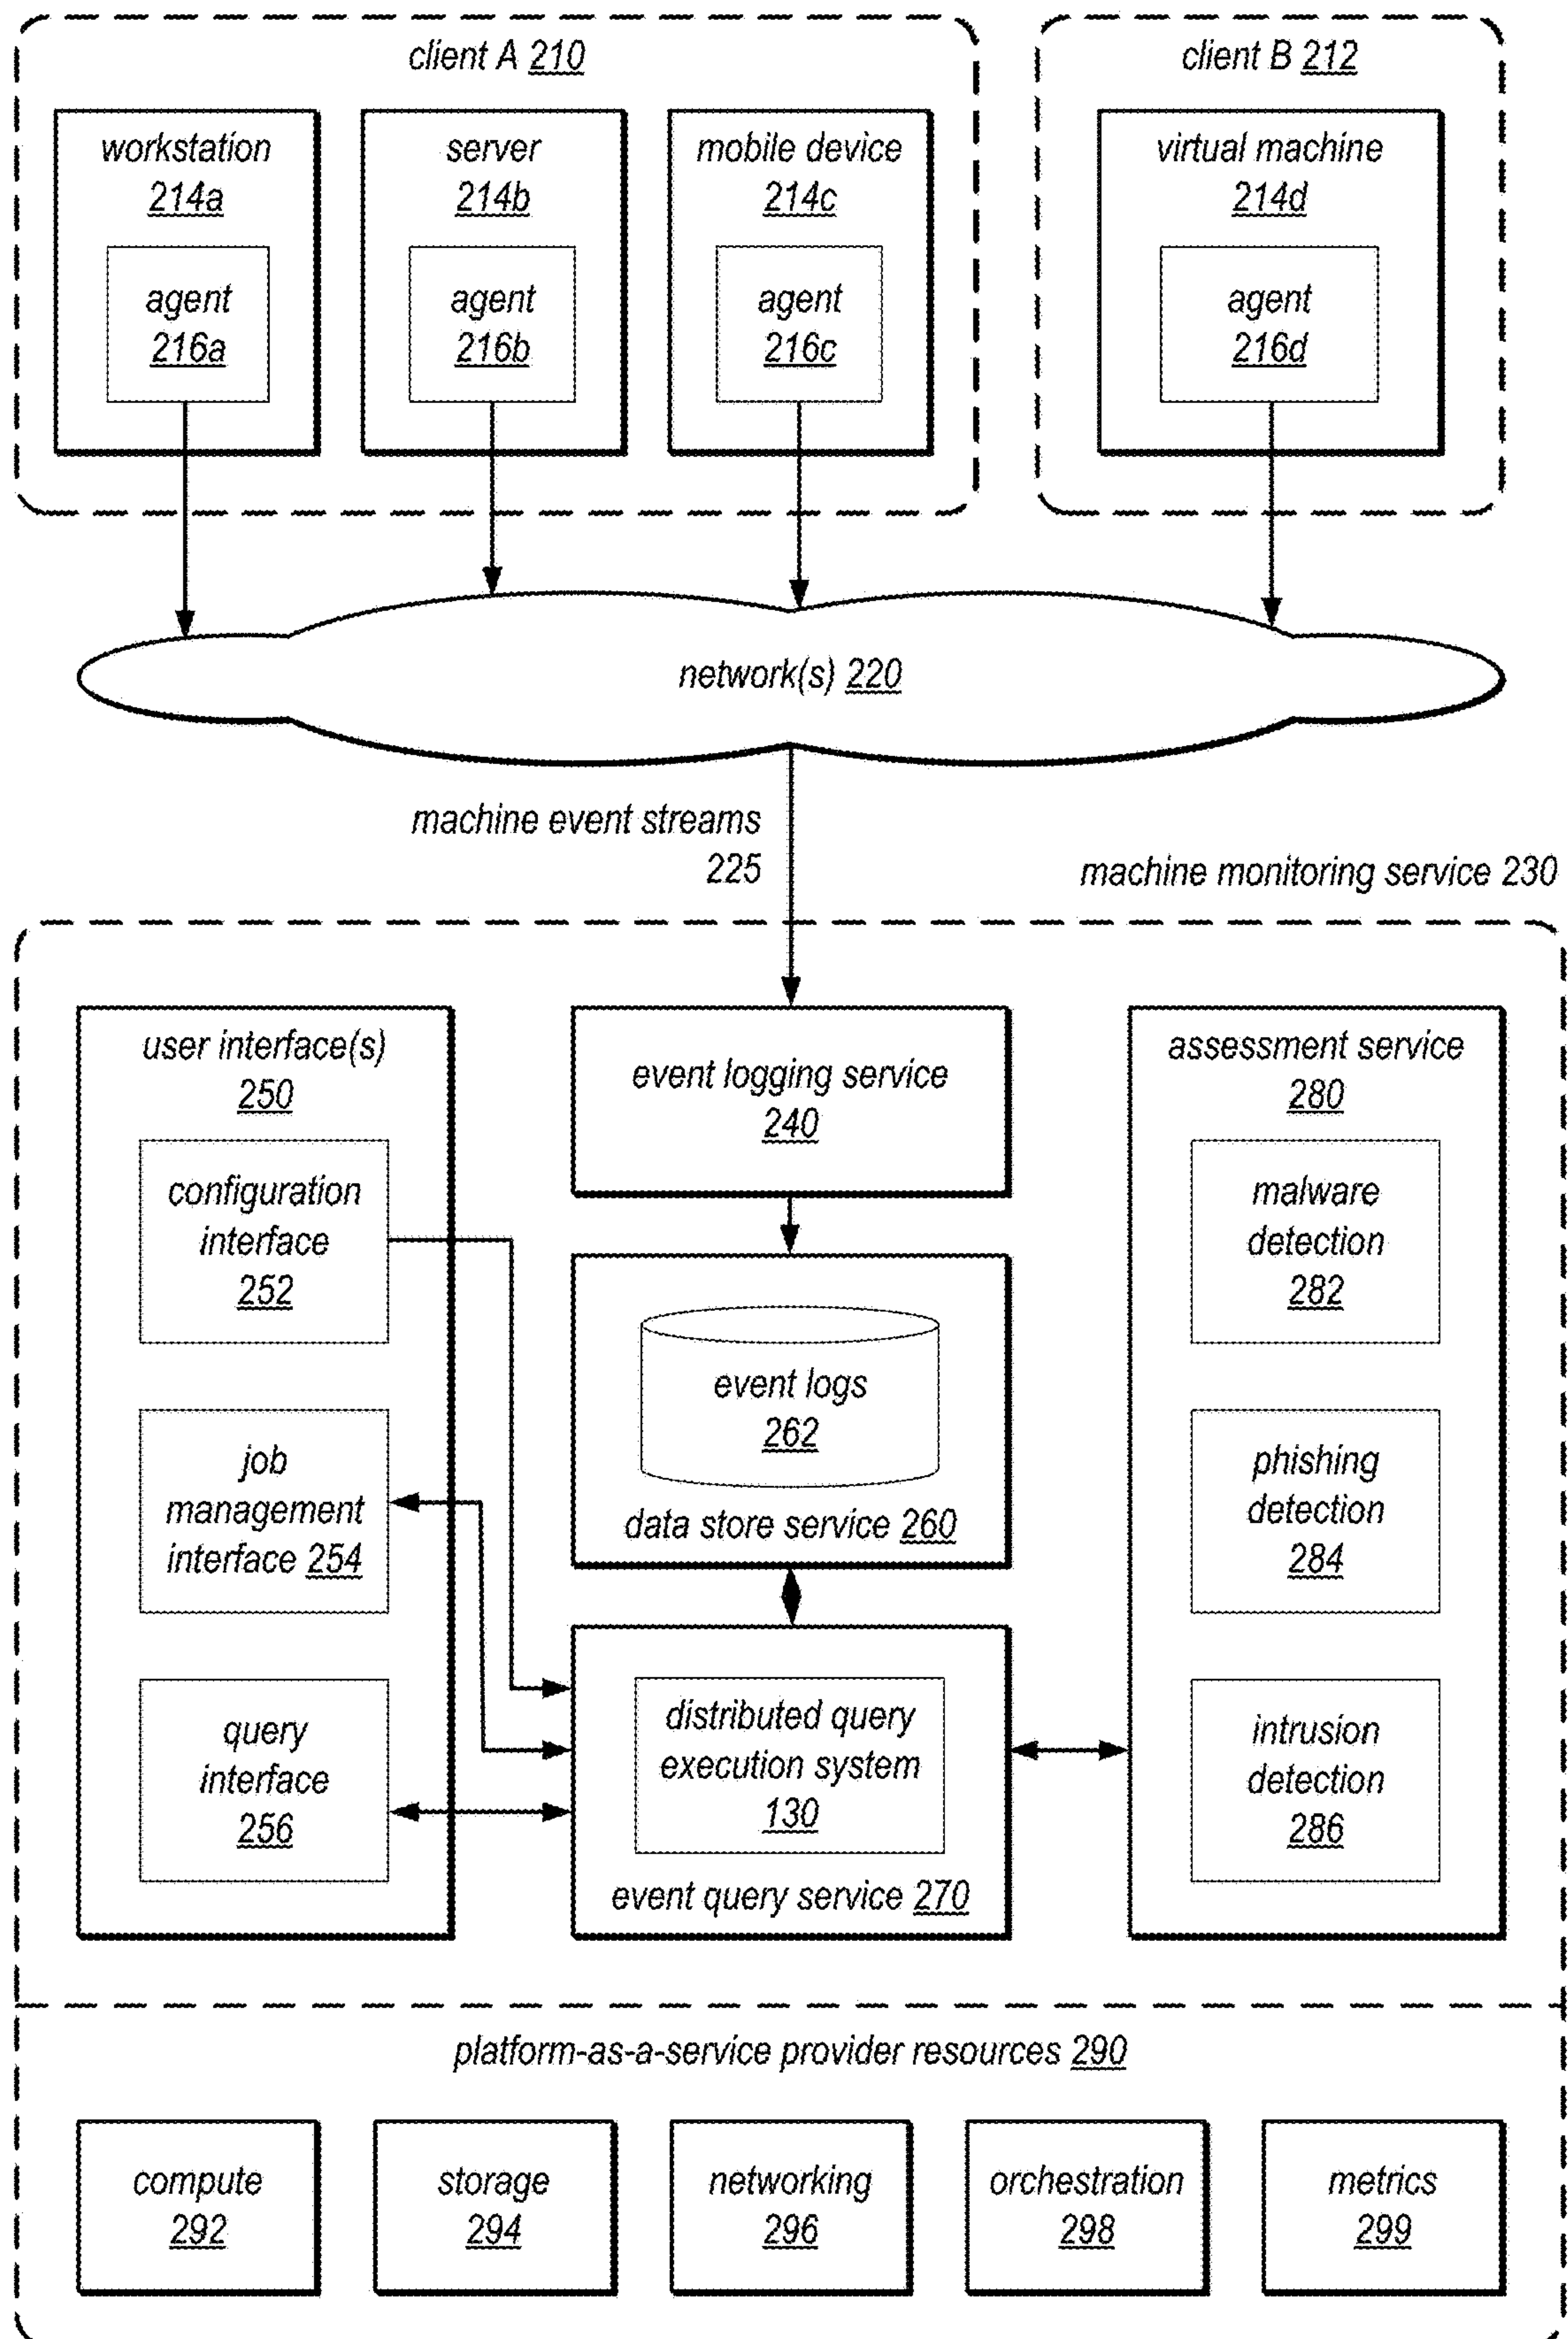 client A 210
client B 212
workstation
214a
server
214b
mobile device
214c
virtual machine
214d
agent
216a
agent
216b
agent
216c
agent
216d
network(s) 220
machine event streams
225
machine monitoring service 230
user interface(s)
250
configuration
interface
252
job
management
interface 254
query
interface
256
event logging service
240
event logs
262
data store service 260
distributed query
execution system
130
event query service 270
assessment service
280
malware
detection
282
phishing
detection
284
intrusion
detection
286
platform-as-a-service provider resources 290
compute
292
storage
294
networking
296
orchestration
298
metrics
299